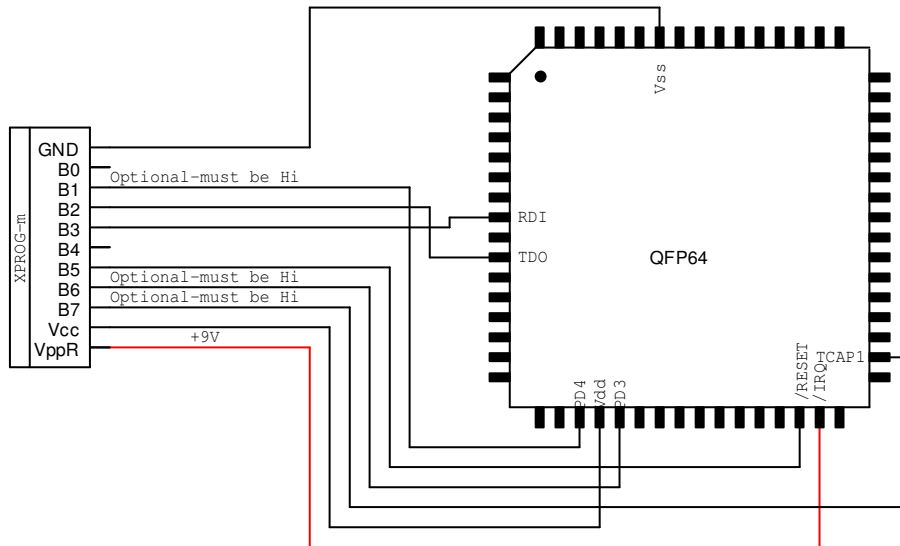 XPROG-m
GND
B0
Optional-must be Hi
B1
B2
B3
B4
B5
Optional-must be Hi
B6
Optional-must be Hi
B7
Vcc
+9V
VppR
Vss
RDI
TDO
QFP64
PD4
Vdd
PD3
/RESET
/IRQ
TCAP1